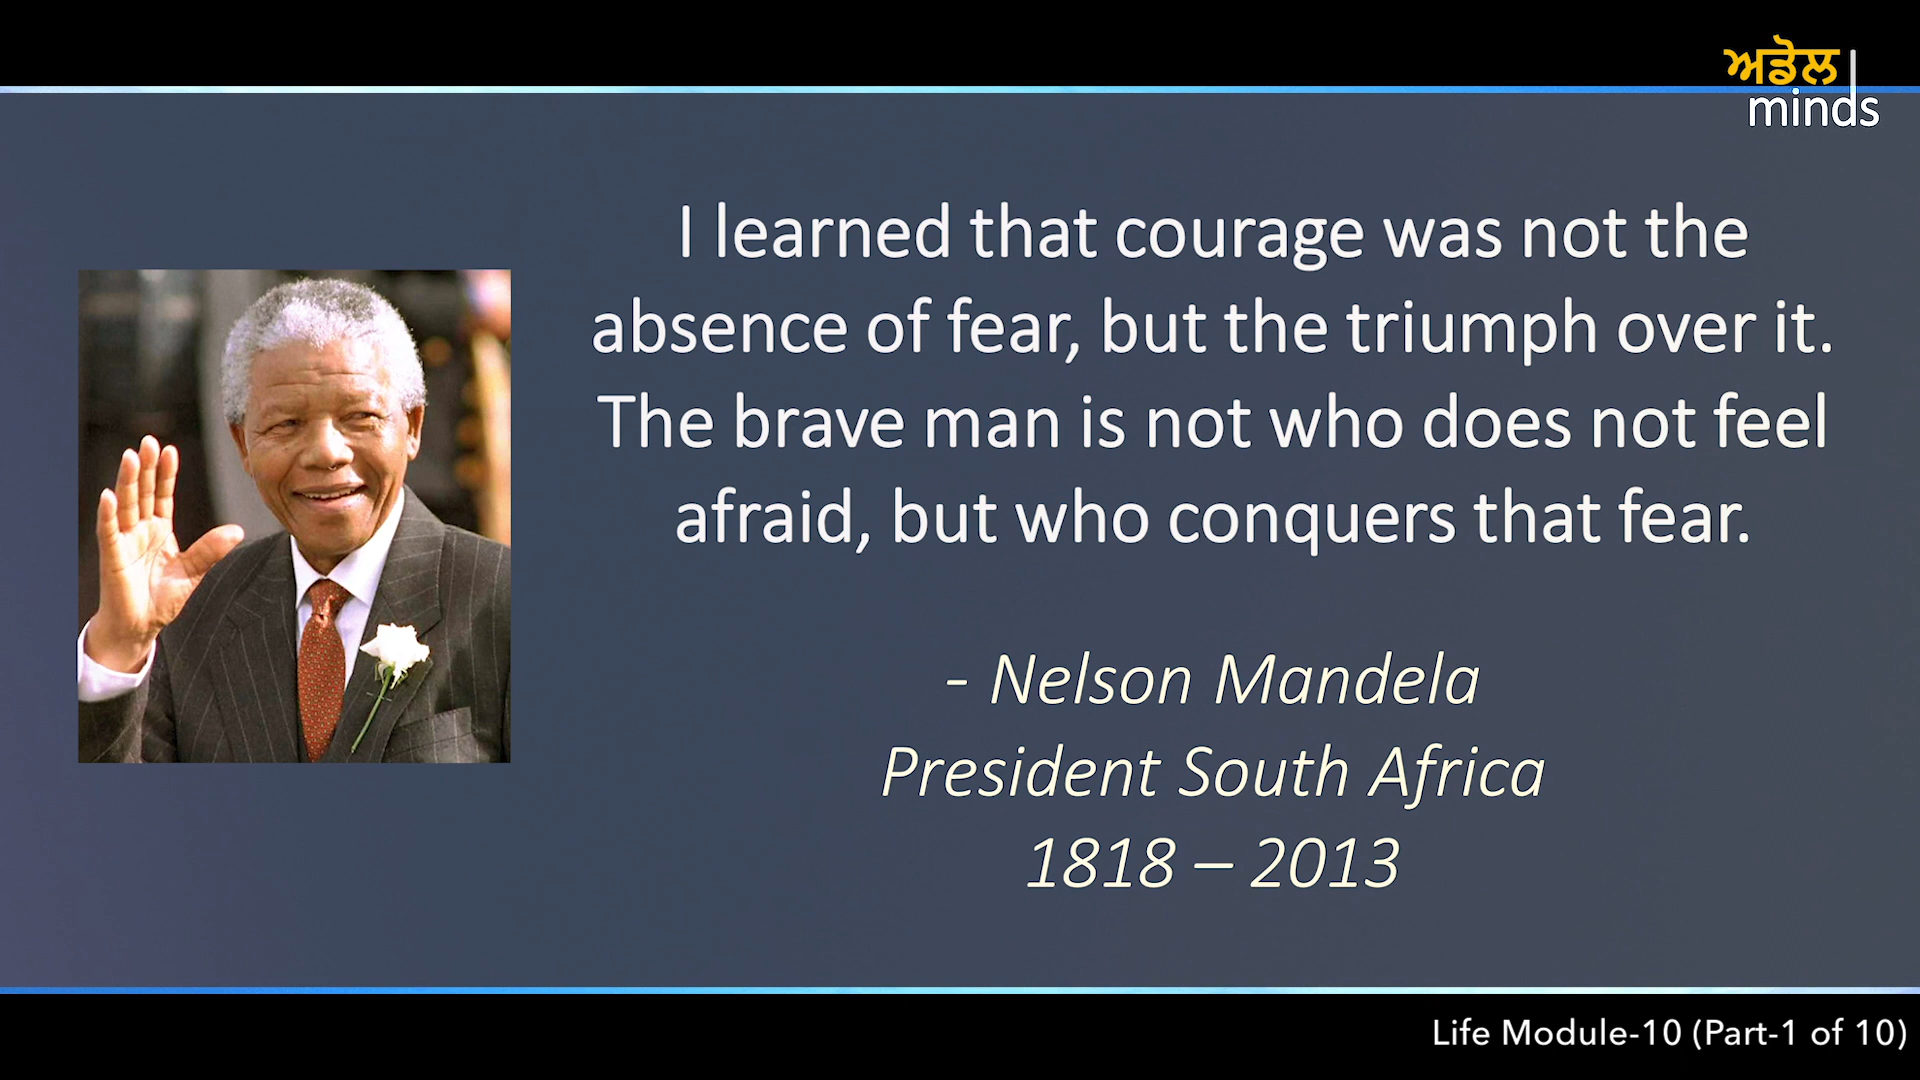 ਅਡੋਲ
minds
I learned that courage was not the
absence of fear, but the triumph over it.
The brave man is not who does not feel
afraid, but who conquers that fear.
- Nelson Mandela
President South Africa
1818 – 2013
Life Module-10 (Part-1 of 10)